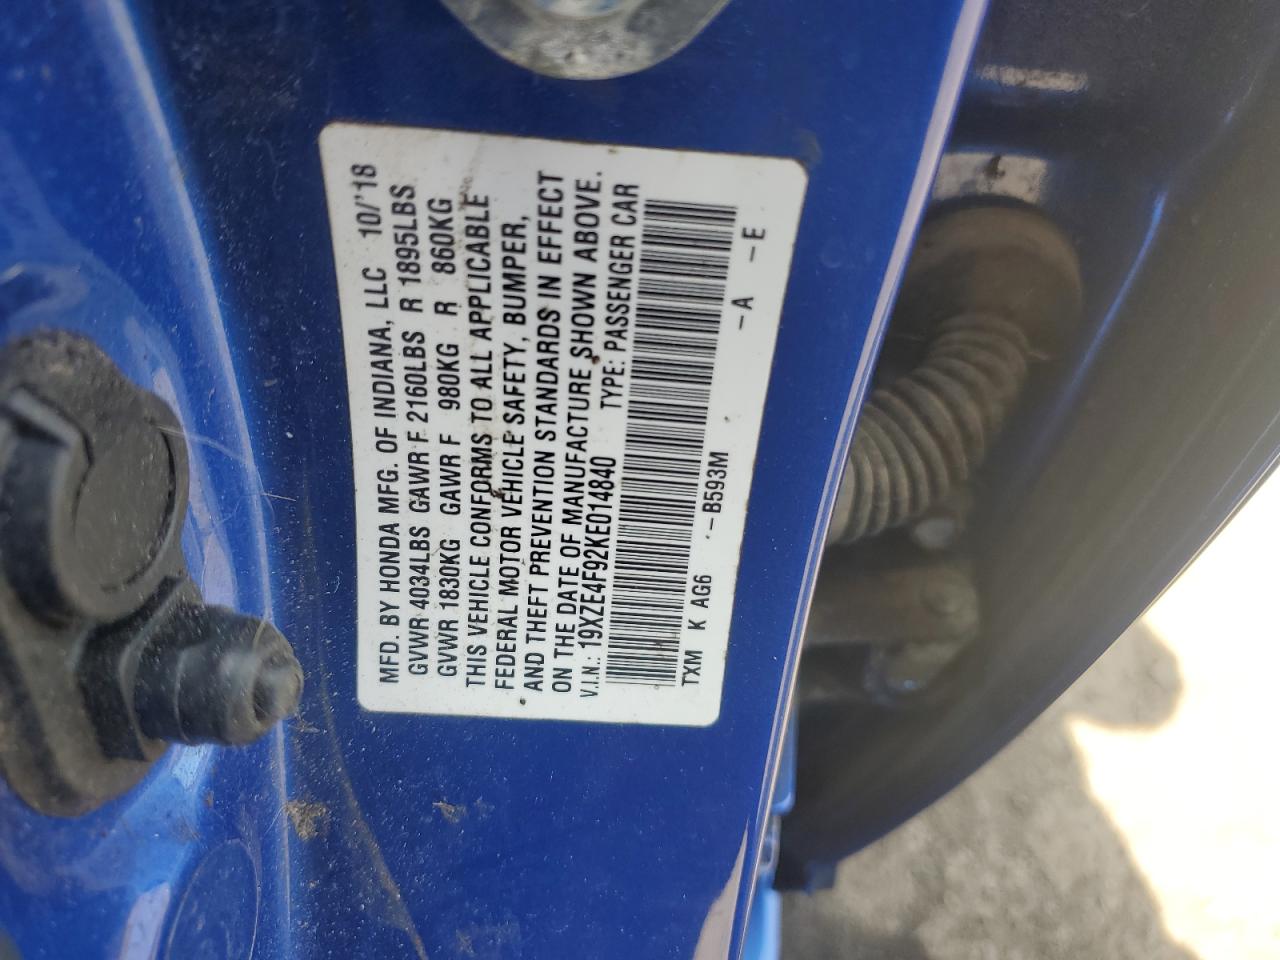 MFD. BY HONDA MFG. OF INDIANA, LLC 10/'18
GVWR 4034LBS GAWR F 2160LBS R 1895LBS
GVWR 1830KG GAWR F 980KG R 860KG
THIS VEHICLE CONFORMS TO ALL APPLICABLE
FEDERAL MOTOR VEHICLE SAFETY, BUMPER,
AND THEFT PREVENTION STANDARDS IN EFFECT
ON THE DATE OF MANUFACTURE SHOWN ABOVE.
V.I.N.: 19XZE4F92KE014840 TYPE: PASSENGER CAR
TXM K AG6 -B593M -A -E